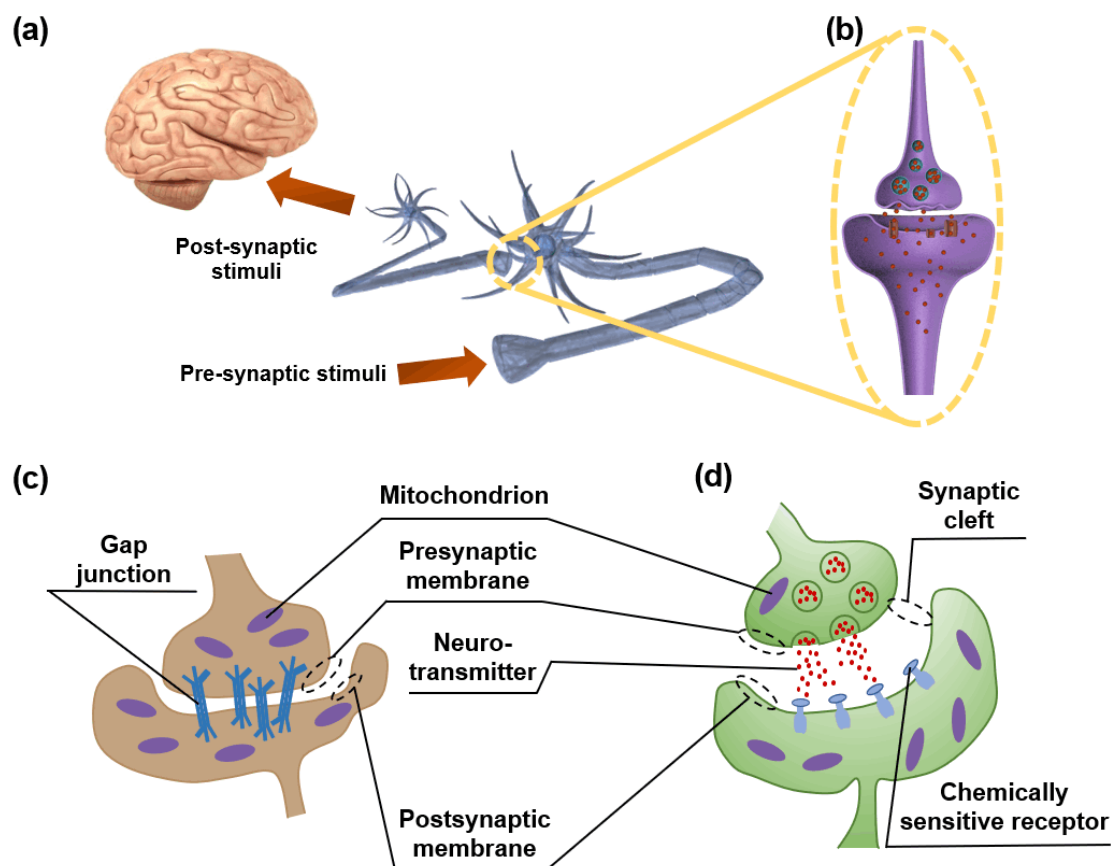 (a)
(b)
Post-synaptic
stimuli
Pre-synaptic stimuli
(c)
(d)
Mitochondrion
Synaptic
cleft
Gap
junction
Presynaptic
membrane
Neuro-
transmitter
Postsynaptic
membrane
Chemically
sensitive receptor